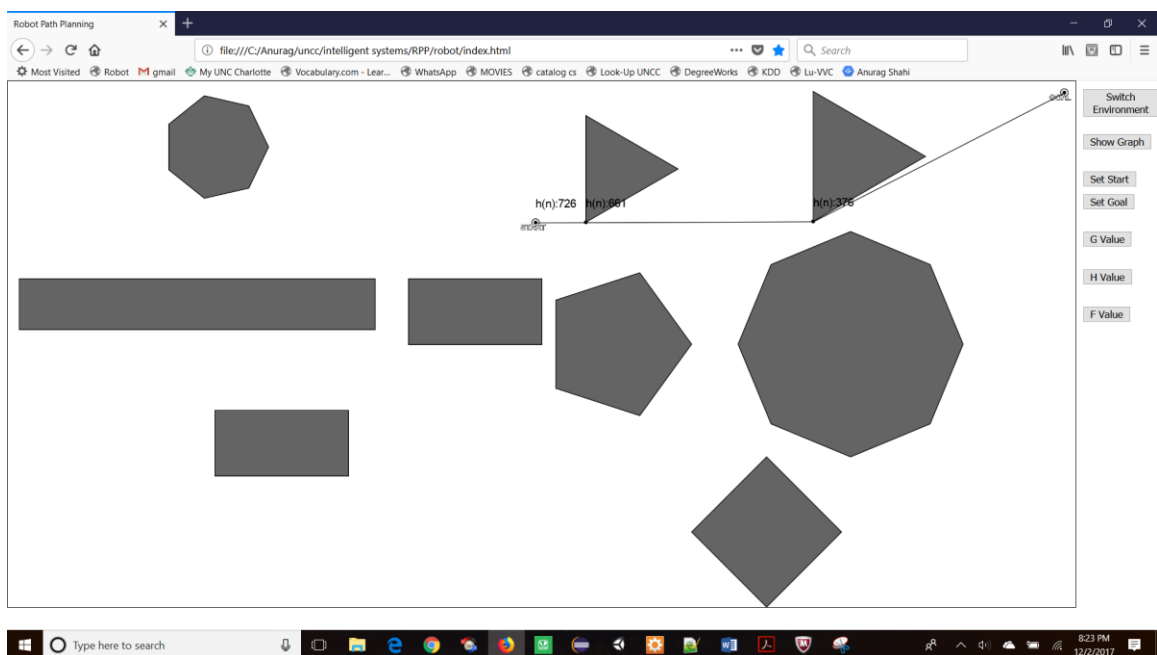 Robot Path Planning
file:///C:/Anurag/uncc/intelligent systems/RPP/robot/index.html
Search
Most Visited Robot gmail My UNC Charlotte Vocabulary.com - Lear... WhatsApp MOVIES catalog cs Look-Up UNCC DegreeWorks KDD Lu-VVC Anurag Shahi
Switch
Environment
Show Graph
Set Start
Set Goal
G Value
H Value
F Value
h(n):726 h(n):661 h(n):376
Type here to search
8:23 PM
12/2/2017